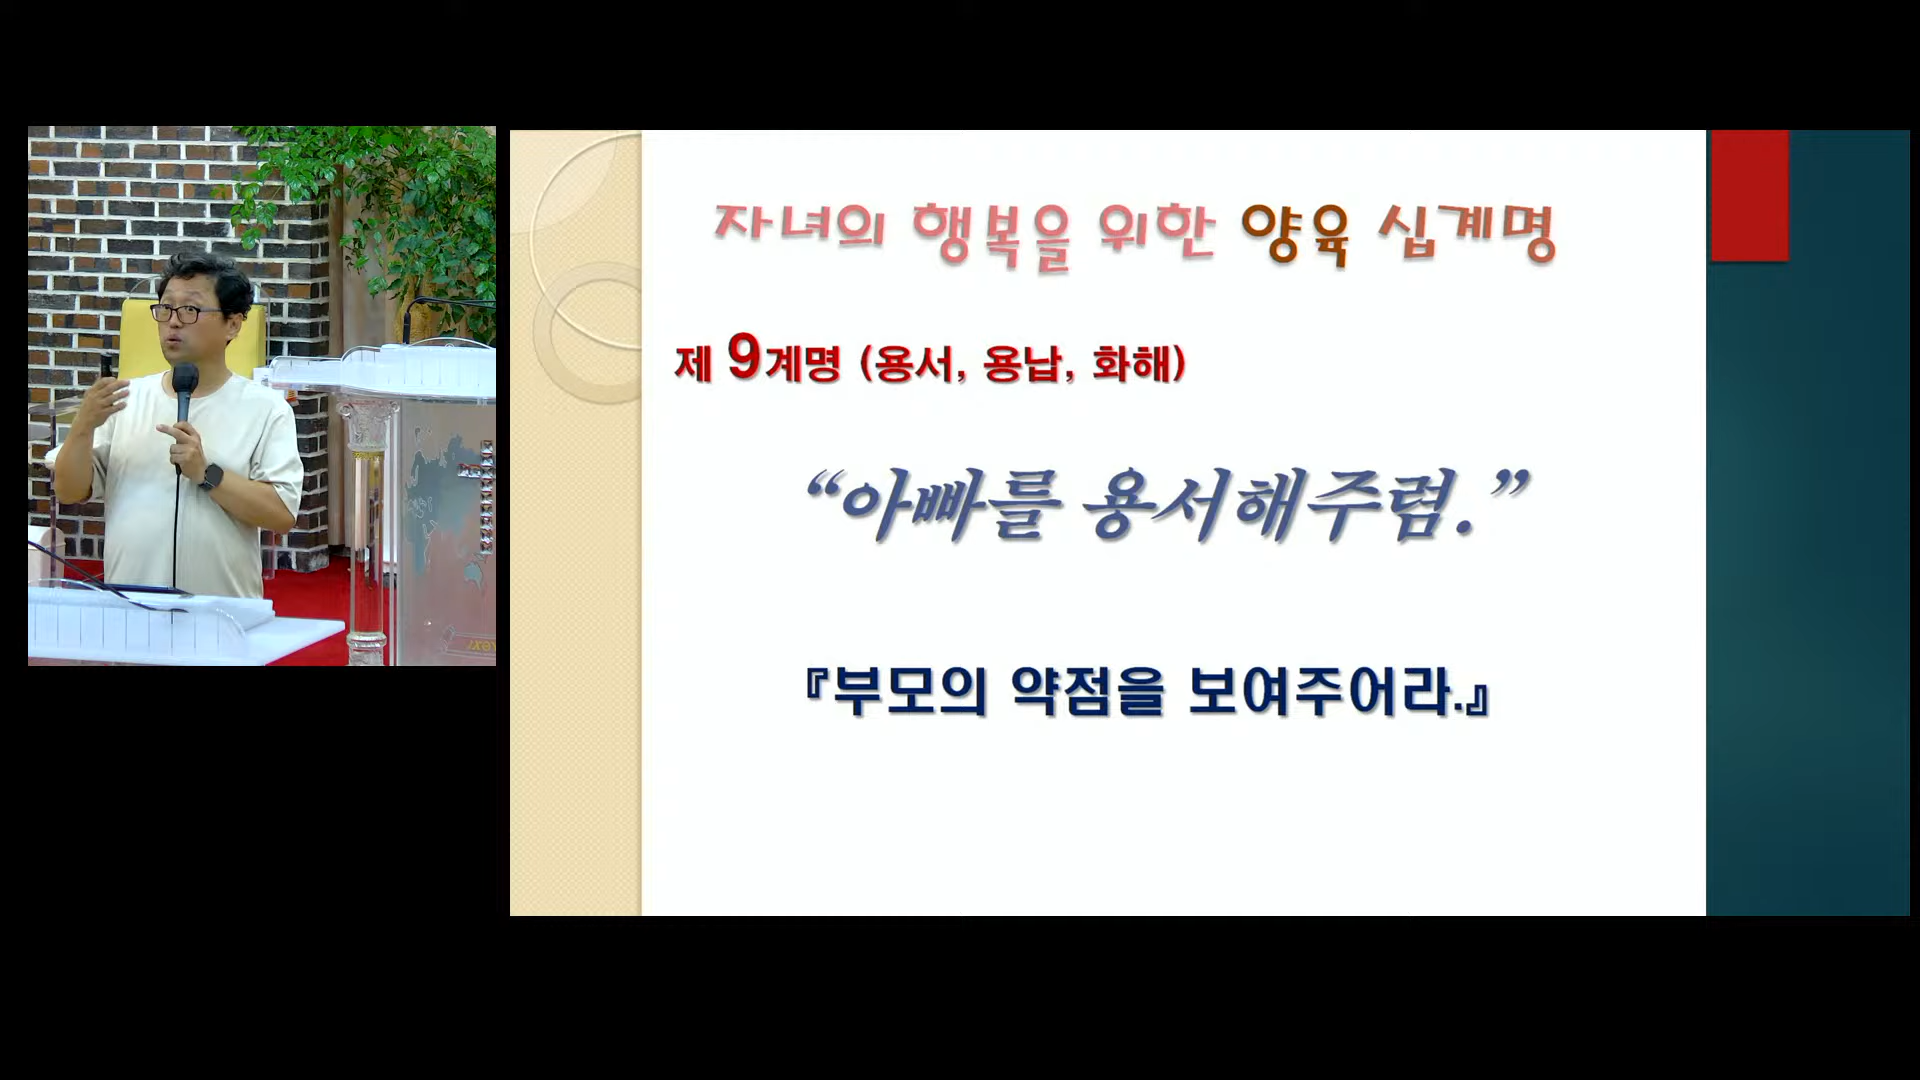 자녀의 행복을 위한 양육 십계명
제 9계명 (용서, 용납, 화해)
“아빠를 용서해주렴.”
『부모의 약점을 보여주어라.』